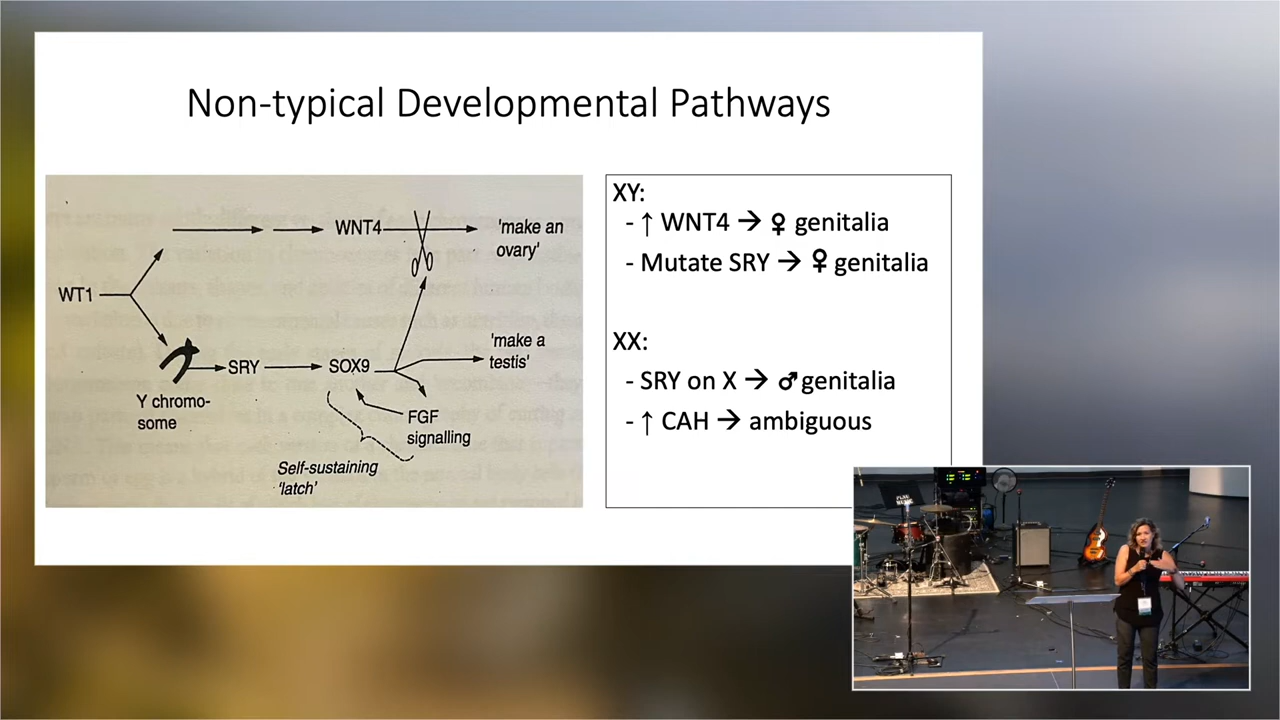 Non-typical Developmental Pathways
WNT4
'make an
ovary'
WT1
SRY
SOX9
'make a
testis'
Y chromo-
some
FGF
signalling
Self-sustaining
'latch'
XY:
- ↑ WNT4 → ♀ genitalia
- Mutate SRY → ♀ genitalia
XX:
- SRY on X → ♂ genitalia
- ↑ CAH → ambiguous